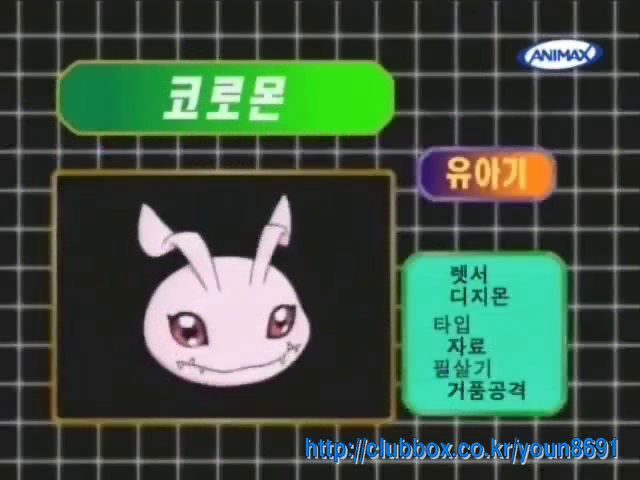 ANIMAX
코로몬
유아기
렛서
디지몬
타입
자료
필살기
거품공격
http://clubbox.co.kr/youn8691